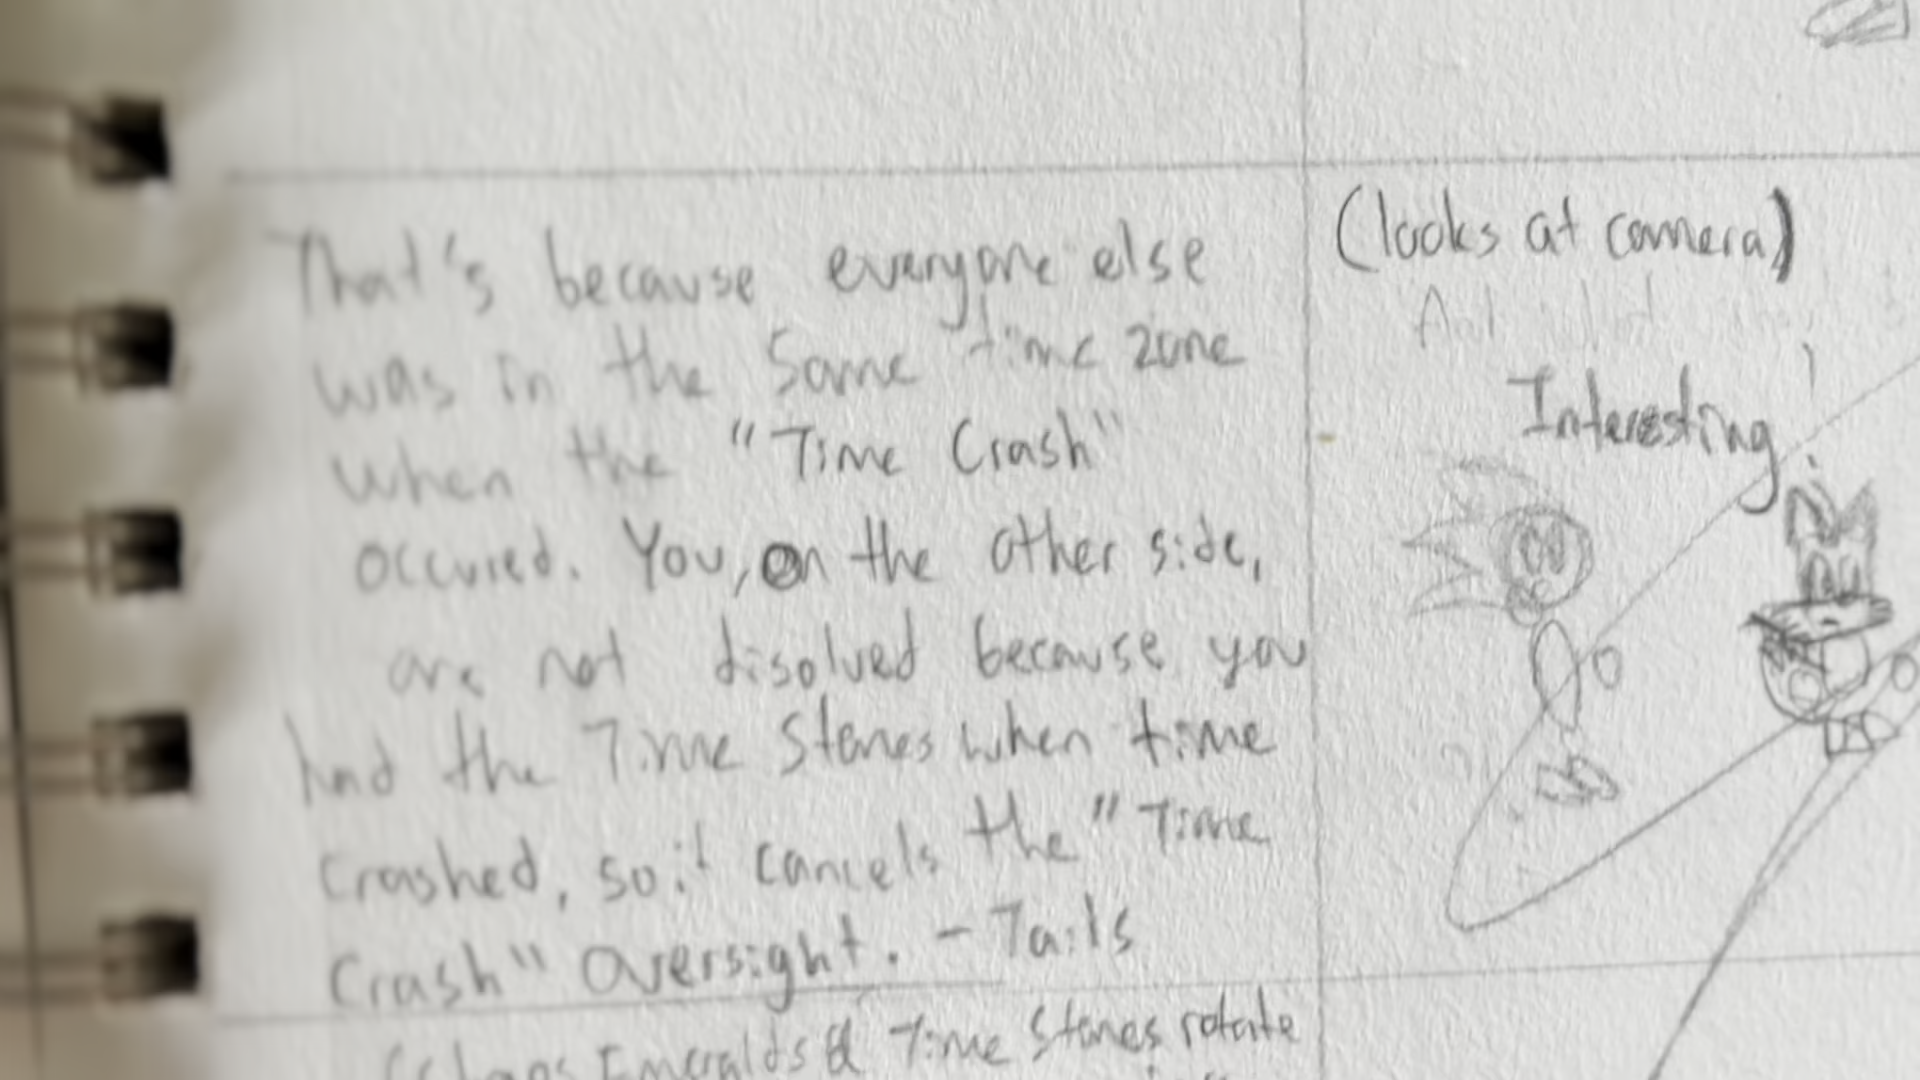 That's because everyone else
was in the same time zone
when the "Time Crash"
occured. You, on the other side,
are not disolved because you
had the Time Stones when time
crashed, so it cancels the "Time
Crash" oversight. - Tails
(looks at camera)
Interesting!
Emeralds & Time Stones rotate